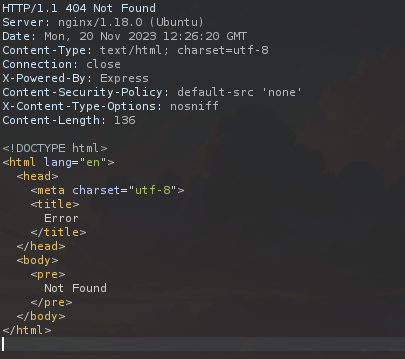 HTTP/1.1 404 Not Found
Server: nginx/1.18.0 (Ubuntu)
Date: Mon, 20 Nov 2023 12:26:20 GMT
Content-Type: text/html; charset=utf-8
Connection: close
X-Powered-By: Express
Content-Security-Policy: default-src 'none'
X-Content-Type-Options: nosniff
Content-Length: 136

<!DOCTYPE html>
<html lang="en">
  <head>
    <meta charset="utf-8">
    <title>
      Error
    </title>
  </head>
  <body>
    <pre>
      Not Found
    </pre>
  </body>
</html>